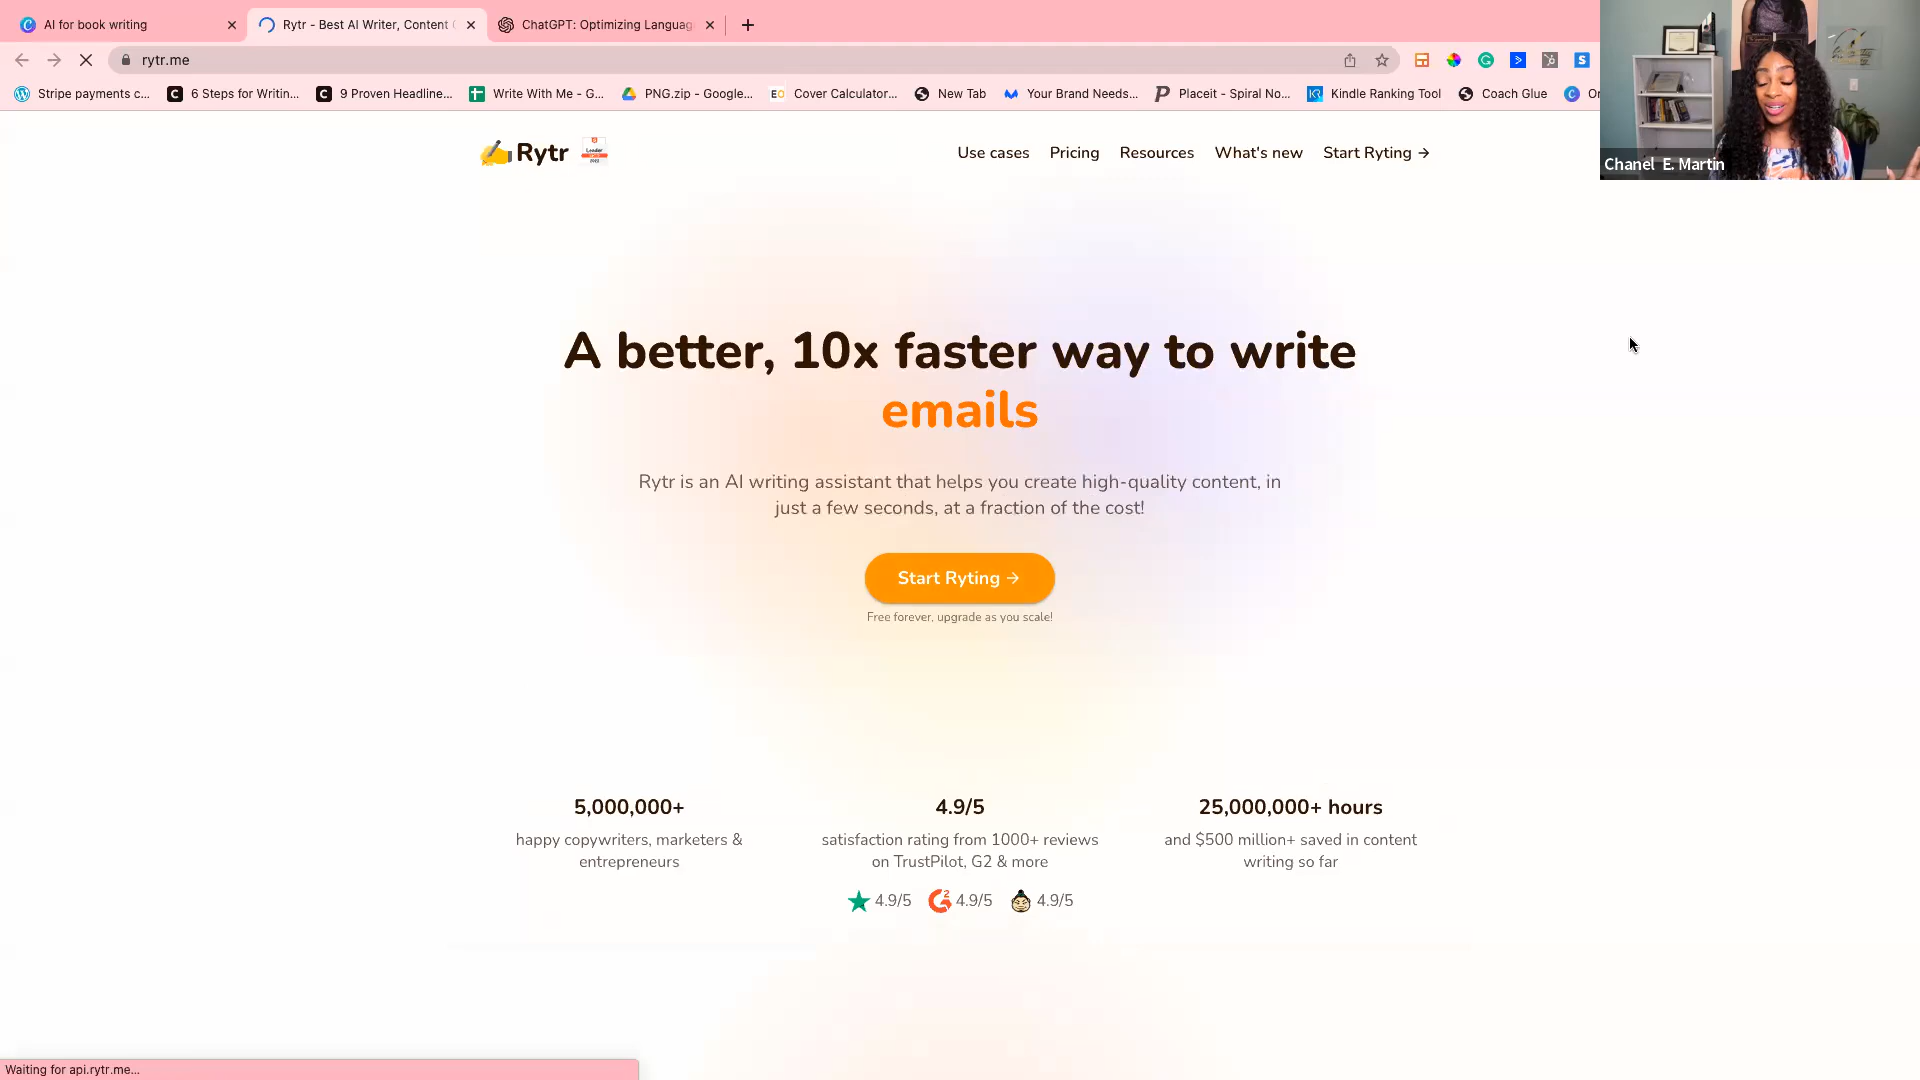 AI for book writing
Rytr - Best AI Writer, Content
ChatGPT: Optimizing Languag
rytr.me
Stripe payments c...
6 Steps for Writin...
9 Proven Headline...
Write With Me - G...
PNG.zip - Google...
EO
Cover Calculator...
New Tab
Your Brand Needs...
Placeit - Spiral No...
KR
Kindle Ranking Tool
Coach Glue
Or
Chanel E. Martin
Rytr
Leader
Use cases
Pricing
Resources
What's new
Start Ryting →
A better, 10x faster way to write
emails
Rytr is an AI writing assistant that helps you create high-quality content, in
just a few seconds, at a fraction of the cost!
Start Ryting →
Free forever, upgrade as you scale!
5,000,000+
happy copywriters, marketers &
entrepreneurs
4.9/5
satisfaction rating from 1000+ reviews
on TrustPilot, G2 & more
4.9/5
4.9/5
4.9/5
25,000,000+ hours
and $500 million+ saved in content
writing so far
Waiting for api.rytr.me...